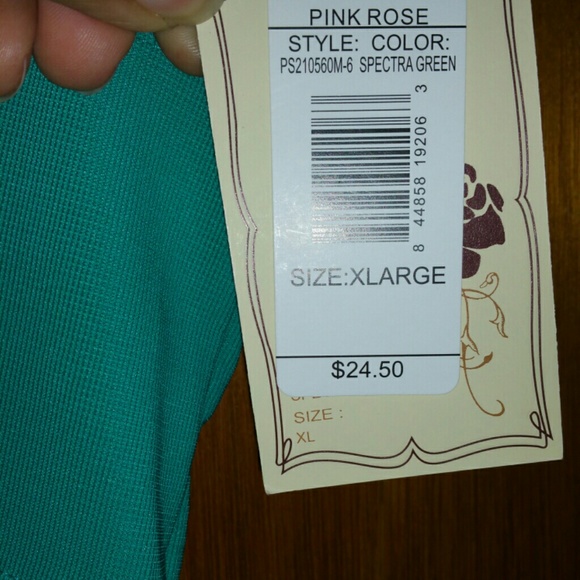 PINK ROSE
STYLE: COLOR:
PS210560M-6 SPECTRA GREEN
8 44858 19206 3
SIZE:XLARGE
$24.50
SIZE :
XL